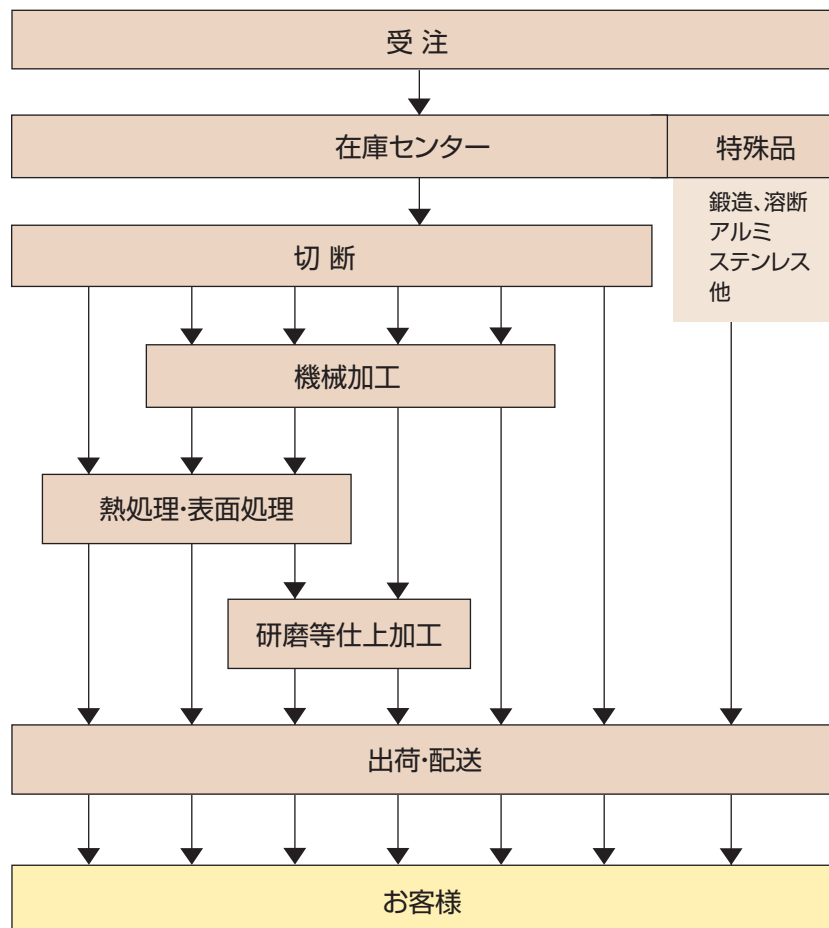 受 注
在庫センター
特殊品
鍛造、溶断
アルミ
ステンレス
他
切 断
機械加工
熱処理・表面処理
研磨等仕上加工
出荷・配送
お客様